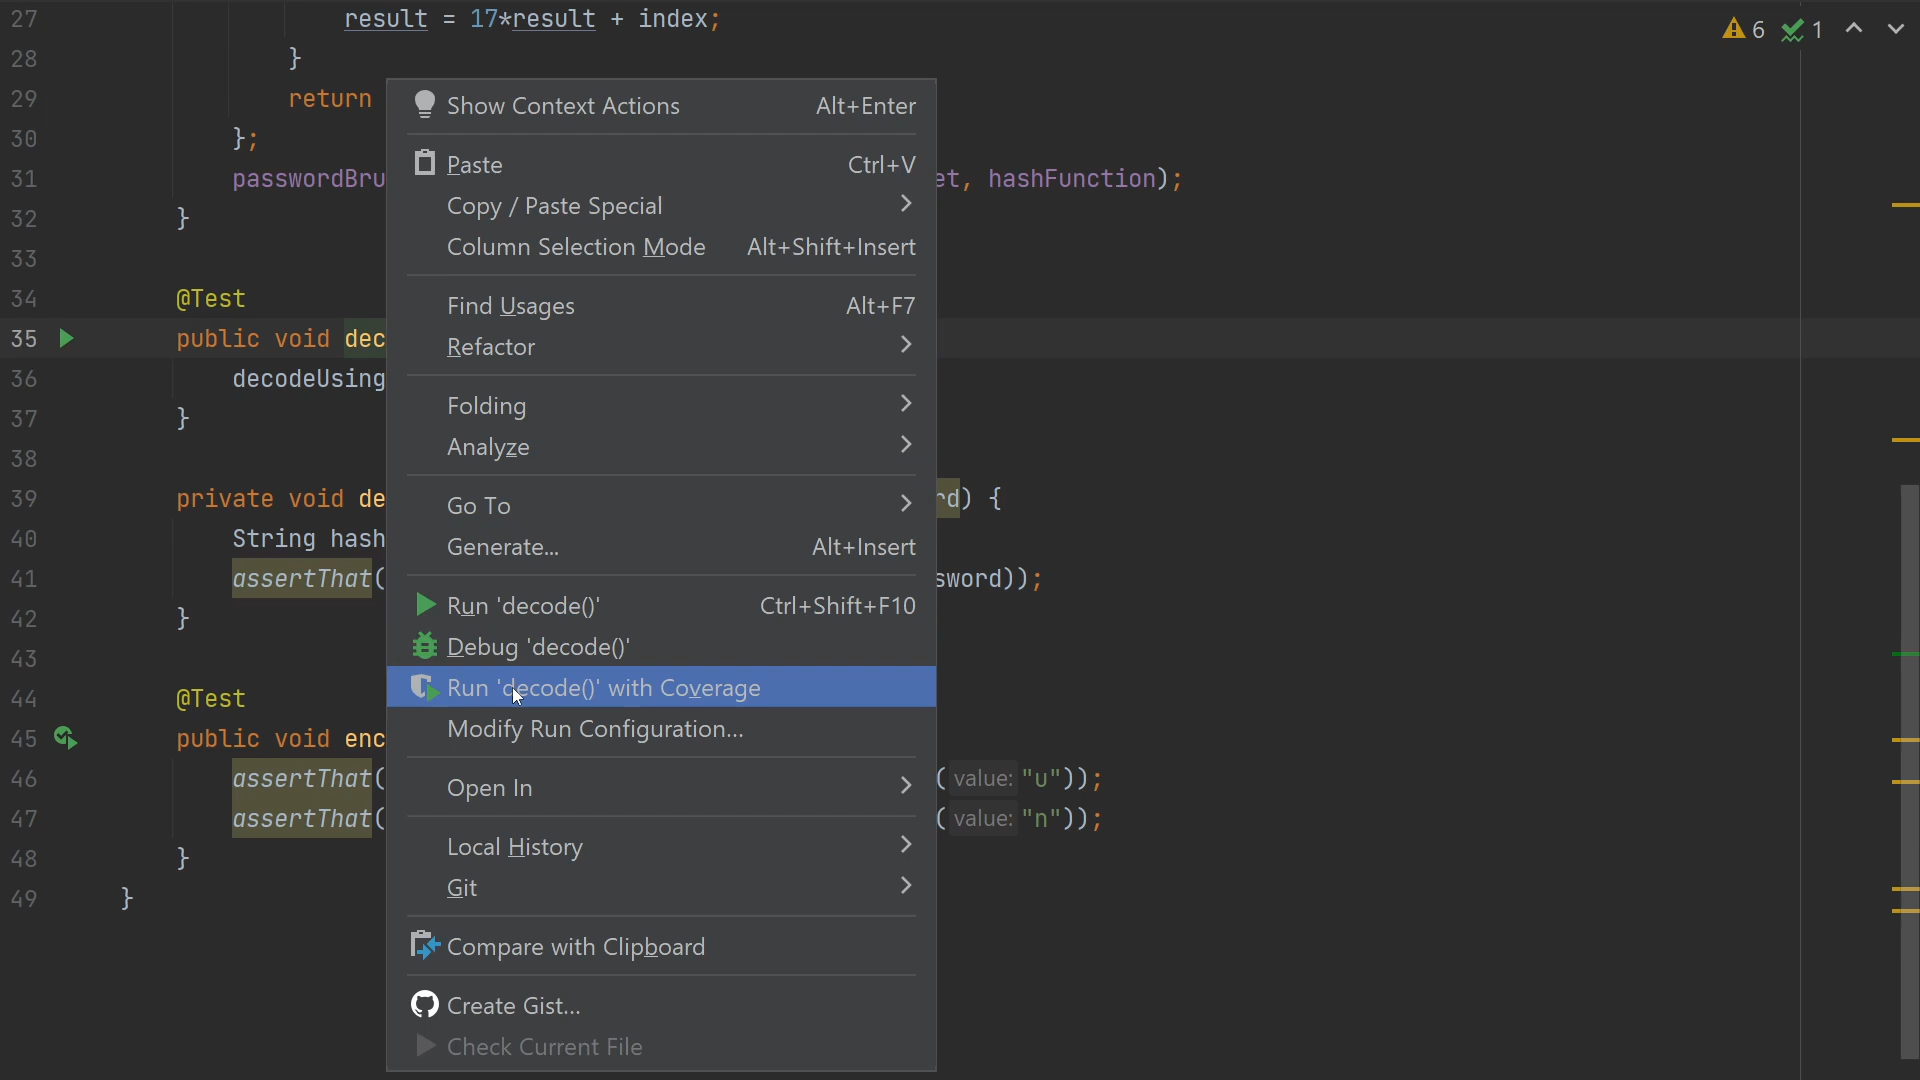 27 result = 17*result + index;
6 1
28 }
29 return
30 };
31 passwordBru et, hashFunction);
32 }
33
34 @Test
35 public void dec
36 decodeUsing
37 }
38
39 private void de rd) {
40 String hash
41 assertThat( sword));
42 }
43
44 @Test
45 public void enc
46 assertThat( ( value: "u"));
47 assertThat( ( value: "n"));
48 }
49 }
Show Context Actions Alt+Enter
Paste Ctrl+V
Copy / Paste Special
Column Selection Mode Alt+Shift+Insert
Find Usages Alt+F7
Refactor
Folding
Analyze
Go To
Generate... Alt+Insert
Run 'decode()' Ctrl+Shift+F10
Debug 'decode()'
Run 'decode()' with Coverage
Modify Run Configuration...
Open In
Local History
Git
Compare with Clipboard
Create Gist...
Check Current File